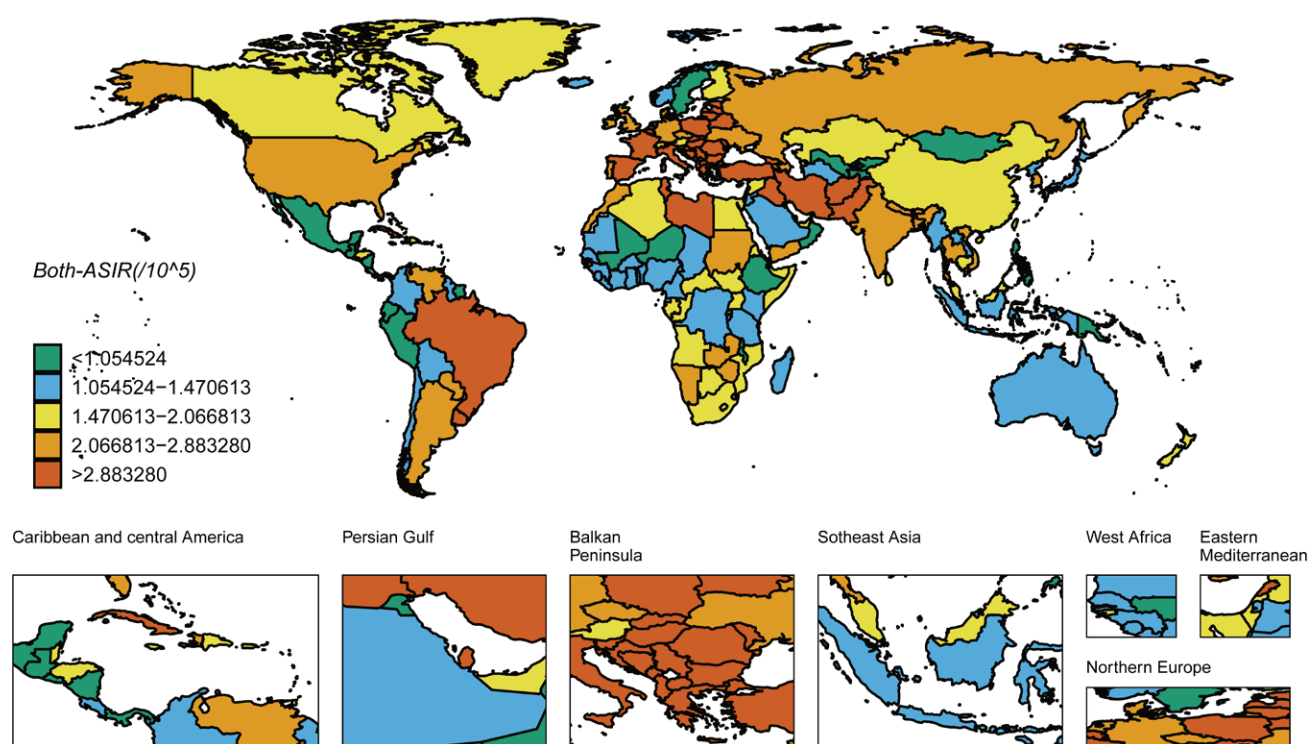 Both-ASIR(/10^5)
<1.054524
1.054524−1.470613
1.470613−2.066813
2.066813−2.883280
>2.883280
Caribbean and central America
Persian Gulf
Balkan
Peninsula
Sotheast Asia
West Africa
Eastern
Mediterranean
Northern Europe